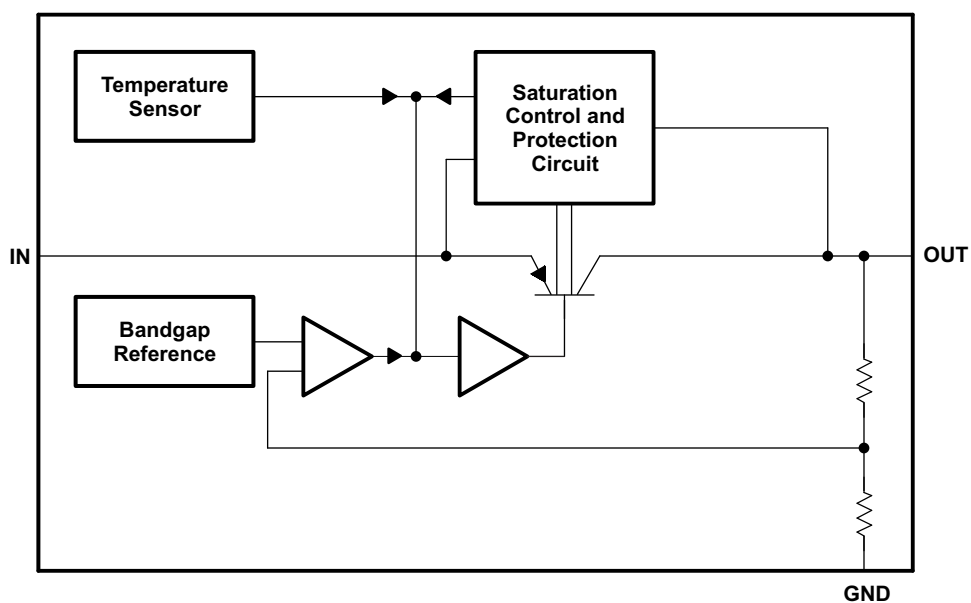 Temperature
Sensor
Saturation
Control and
Protection
Circuit
IN
OUT
Bandgap
Reference
GND